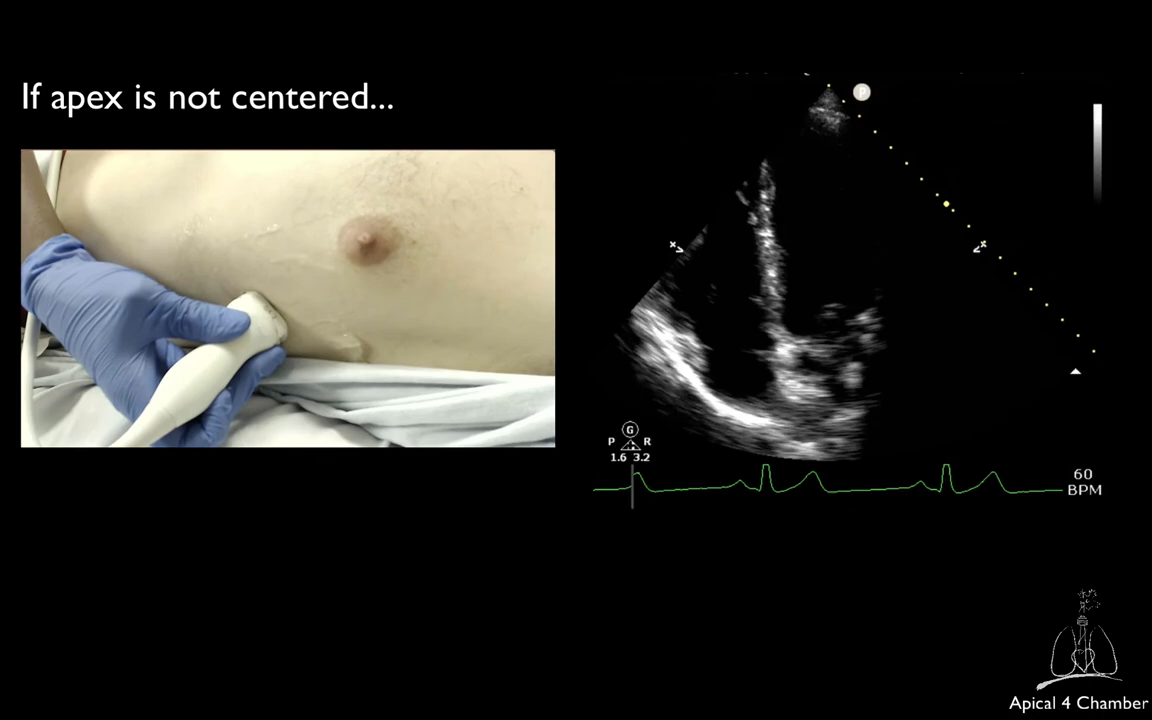 If apex is not centered...
P
G
P R
1.6 3.2
60
BPM
Apical 4 Chamber